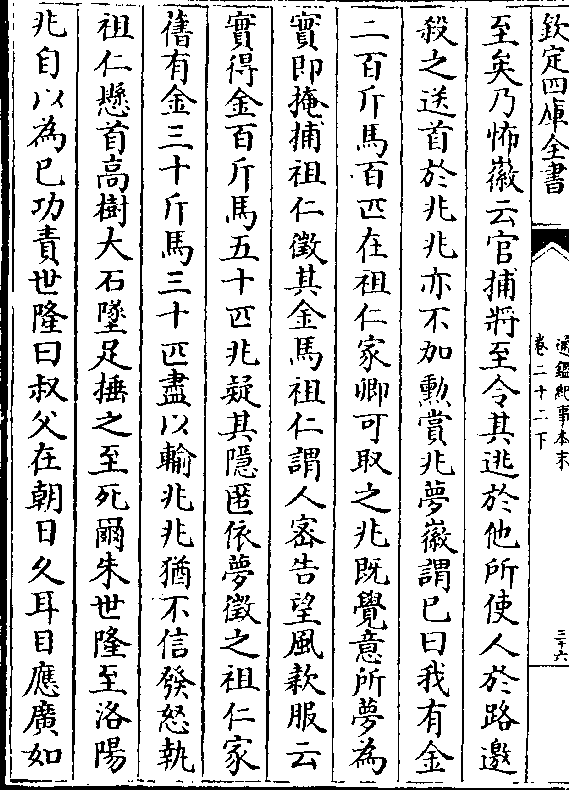 欽定四庫全書
通鑑紀事本末
卷二十二下
三十六
至矣乃怖徽云官捕將至令其逃於他所使人於路邀
殺之送首於兆兆亦不加勲賞兆夢徽謂已曰我有金
二百斤馬百匹在祖仁家卿可取之兆既覺意所夢為
實即掩捕祖仁徵其金馬祖仁謂人宻告望風欵服云
實得金百斤馬五十匹兆疑其隱匿依夢徵之祖仁家
舊有金三十斤馬三十匹盡以輸兆兆猶不信發怒執
祖仁懸首高樹大石墜足捶之至死爾朱世隆至洛陽
兆自以為已功責世隆曰叔父在朝日久耳目應廣如